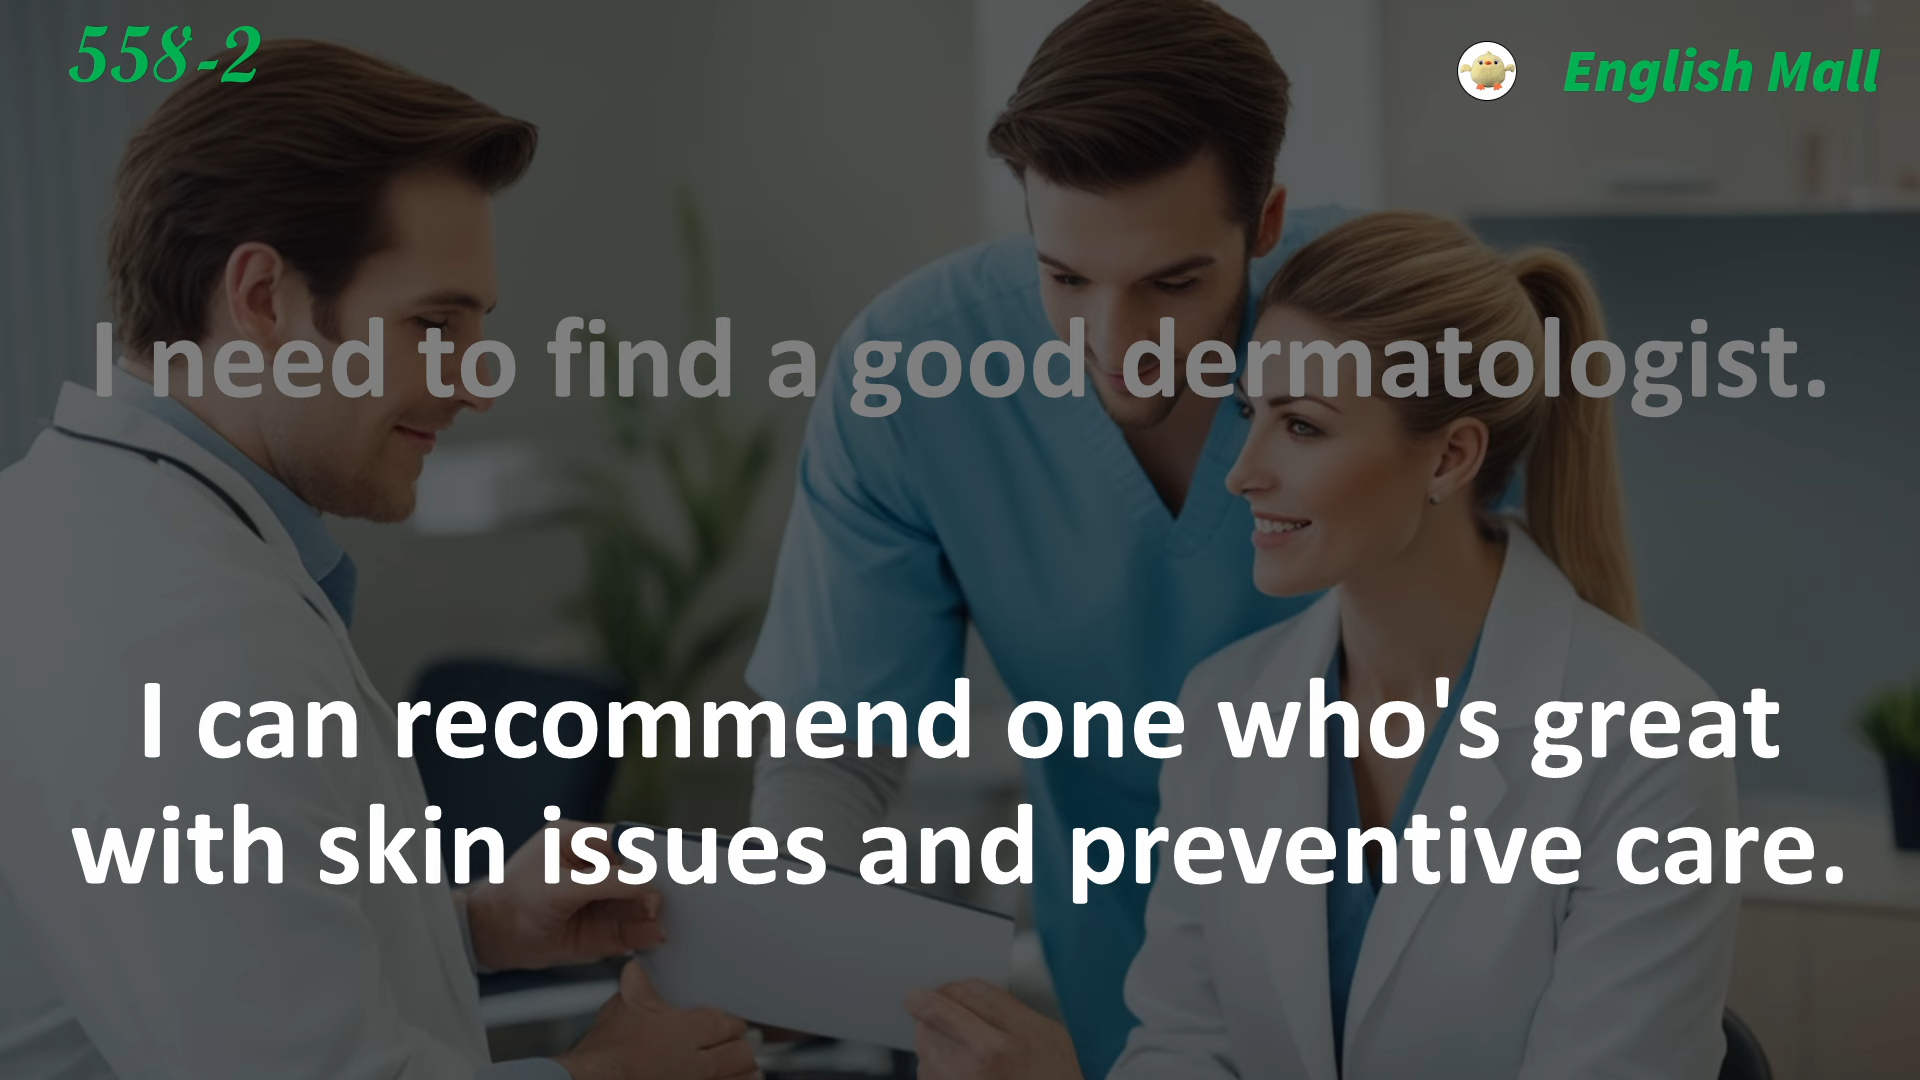 558-2
English Mall
I need to find a good dermatologist.
I can recommend one who's great
with skin issues and preventive care.